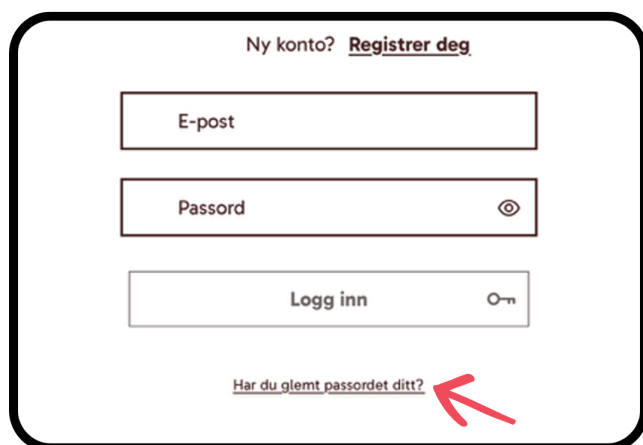 Ny konto? Registrer deg
E-post
Passord
Logg inn
Har du glemt passordet ditt?